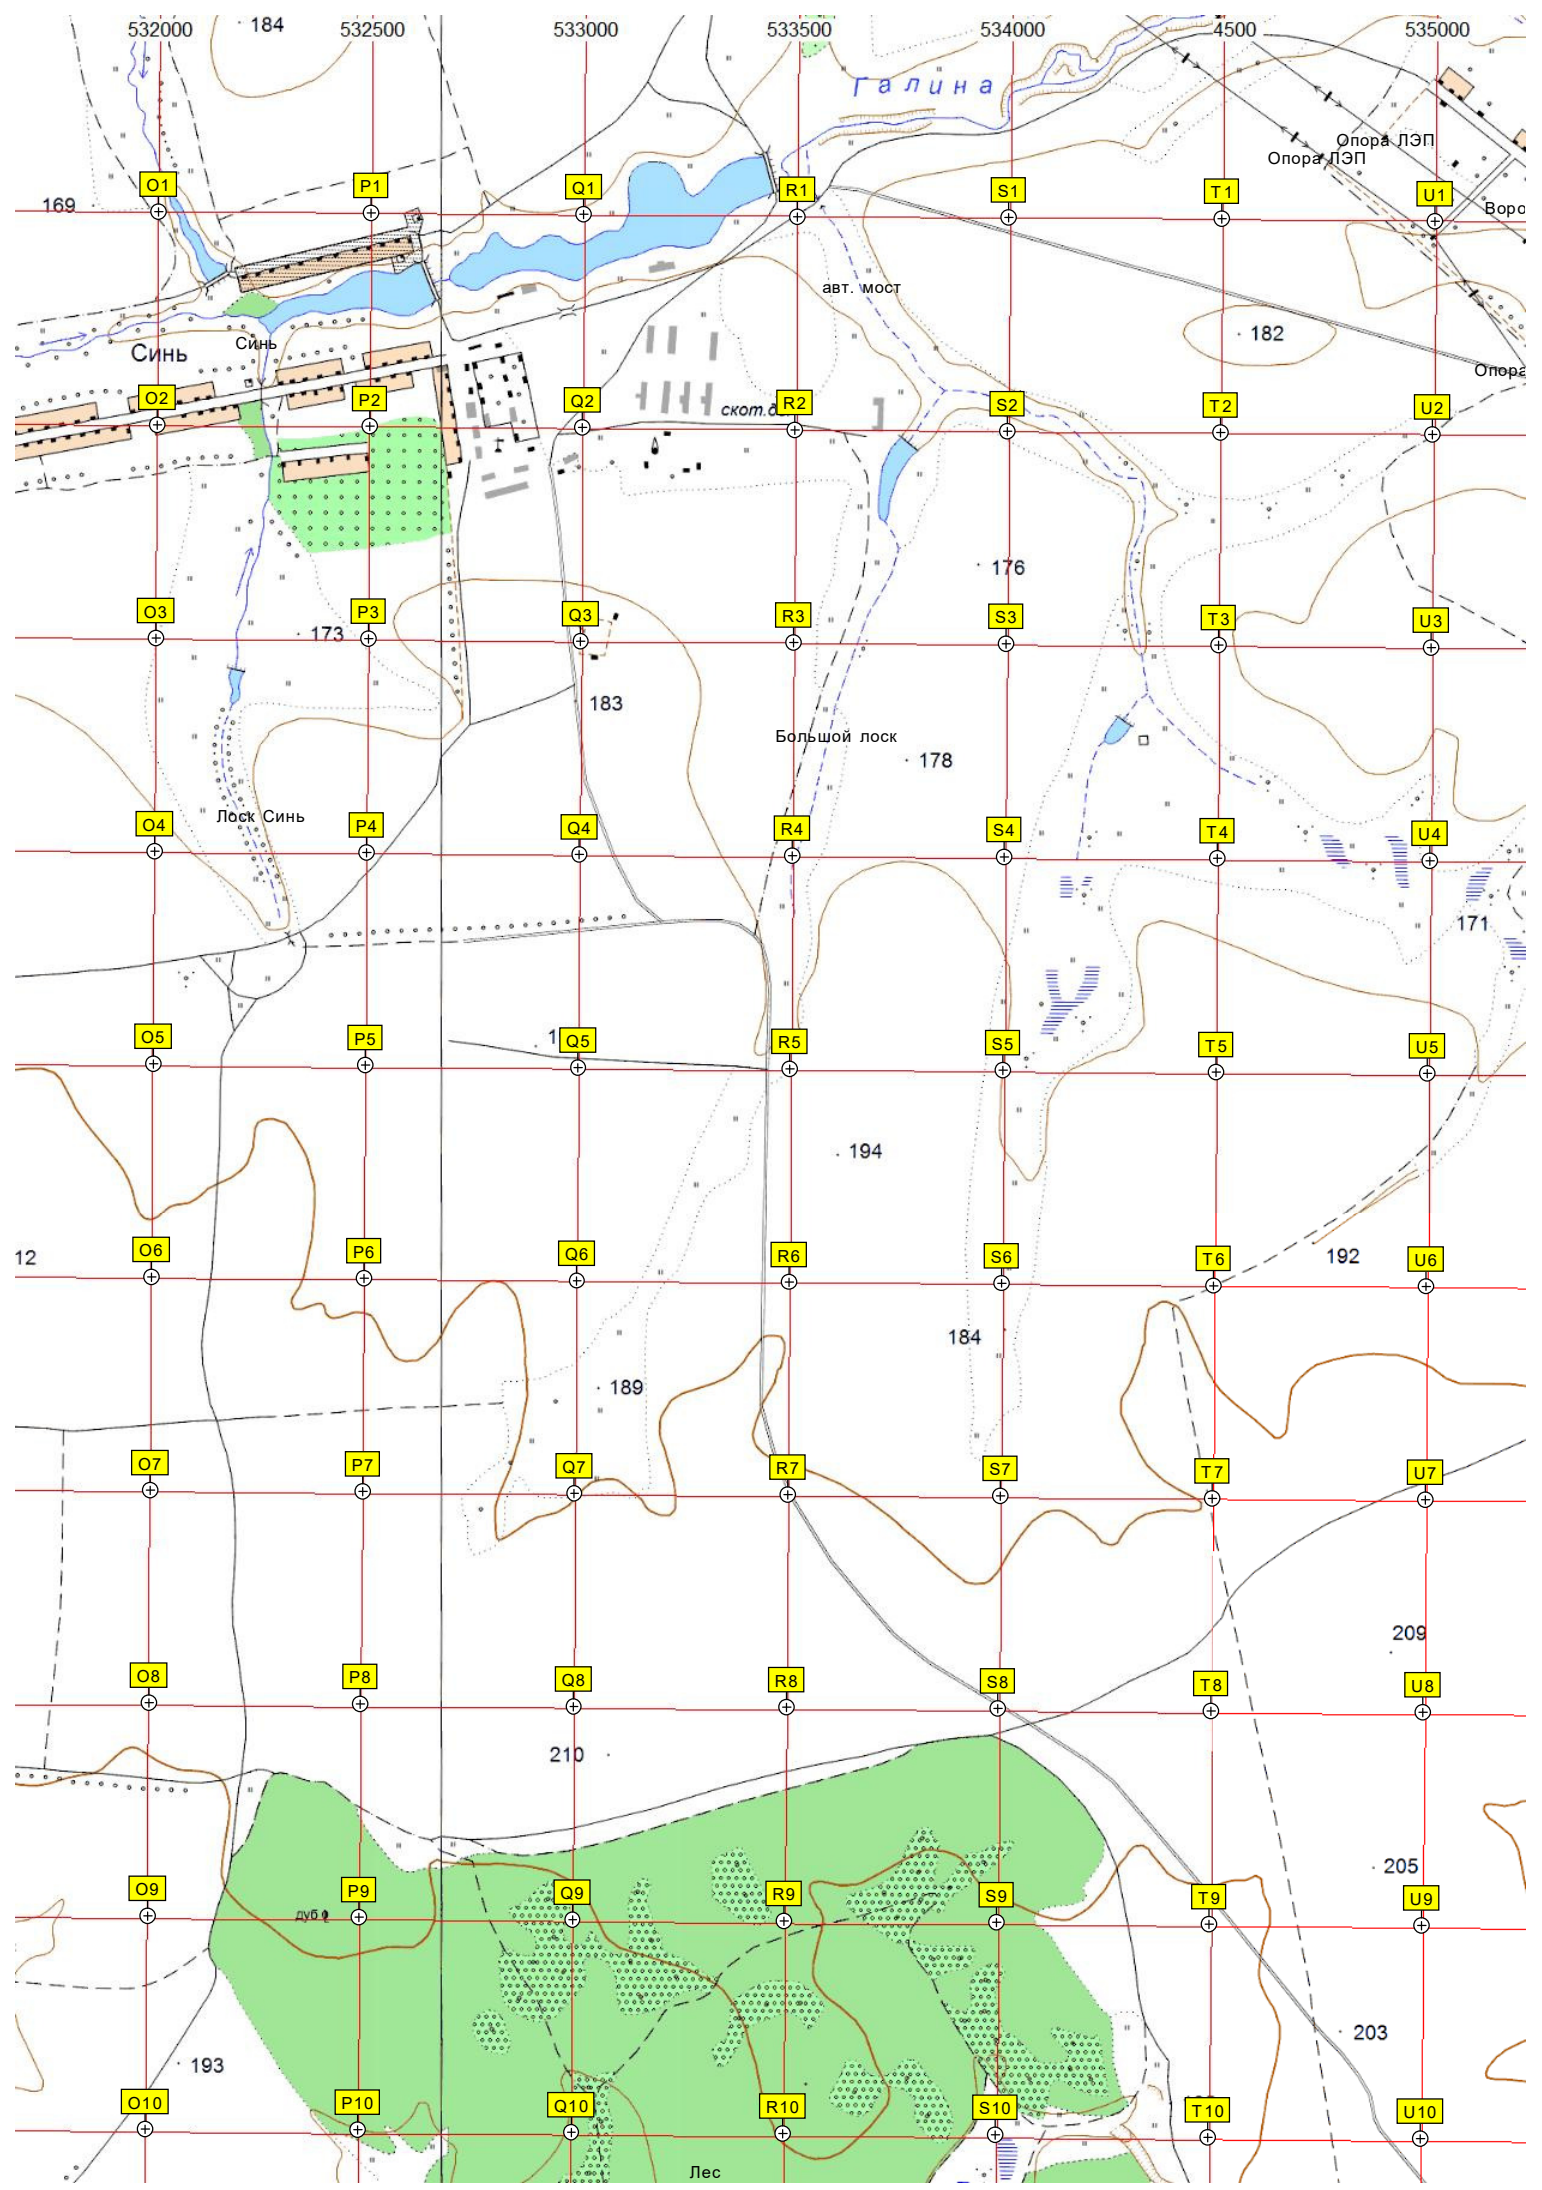 184
532000 532500 533000 533500 534000 4500 535000
Галина
Опора ЛЭП
Опора ЛЭП
O1 P1 Q1 R1 S1 T1 U1
169
Воро
авт. мост
182
Синь
Синь
Опора
O2 P2 Q2 R2 S2 T2 U2
скот.д
176
O3 P3 Q3 R3 S3 T3 U3
173
183
Большой лоск
178
Лоск Синь
O4 P4 Q4 R4 S4 T4 U4
171
O5 P5 1 Q5 R5 S5 T5 U5
194
12
O6 P6 Q6 R6 S6 T6 U6
192
184
189
O7 P7 Q7 R7 S7 T7 U7
209
O8 P8 Q8 R8 S8 T8 U8
210
205
O9 P9 Q9 R9 S9 T9 U9
дуб
203
193
O10 P10 Q10 R10 S10 T10 U10
Лес